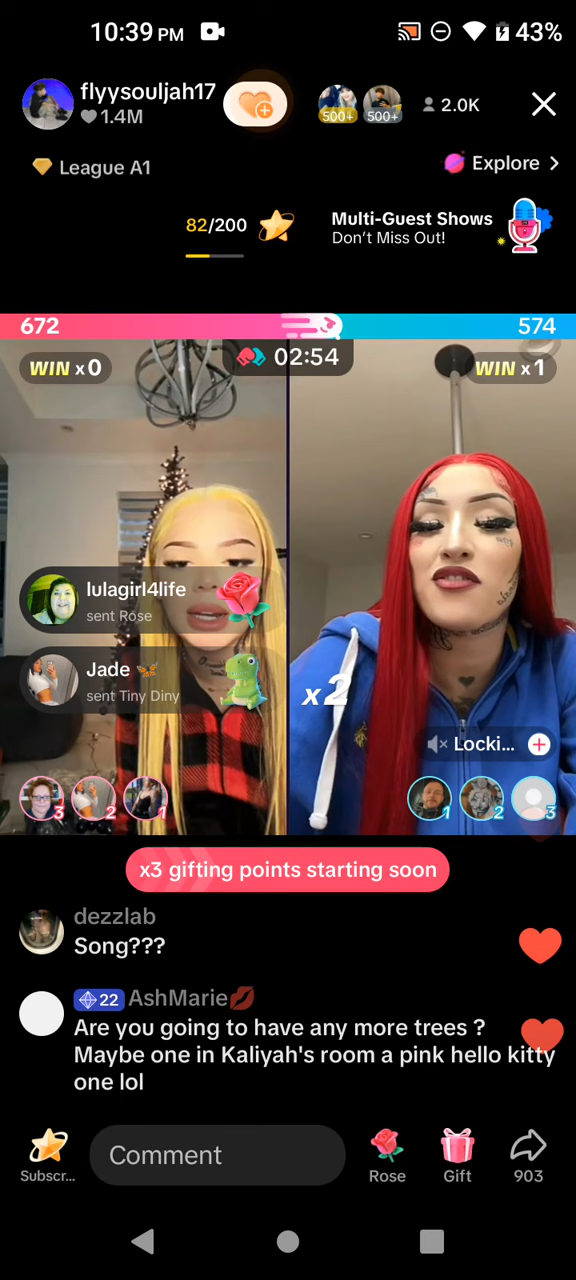 10:39 PM
43%
flyysouljah17
1.4M
500+
500+
2.0K
League A1
Explore >
82/200
Multi-Guest Shows
Don't Miss Out!
672
574
WIN x0
02:54
WIN x1
lulagirl4life
sent Rose
Jade
sent Tiny Diny
x2
Locki...
3
2
1
1
2
3
x3 gifting points starting soon
dezzlab
Song???
22 AshMarie💋
Are you going to have any more trees ?
Maybe one in Kaliyah's room a pink hello kitty
one lol
Comment
Subscr...
Rose
Gift
903